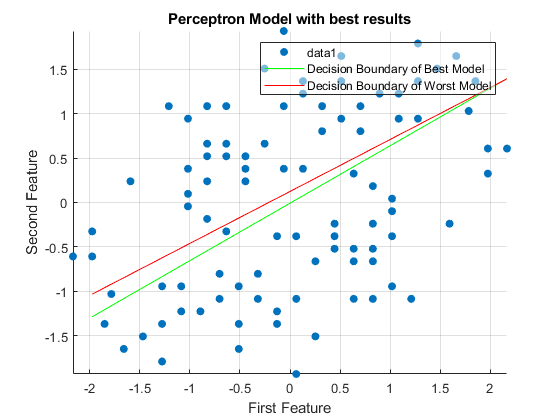 Perceptron Model with best results
data1
Decision Boundary of Best Model
Decision Boundary of Worst Model
Second Feature
1.5
1
0.5
0
-0.5
-1
-1.5
-2 -1.5 -1 -0.5 0 0.5 1 1.5 2
First Feature